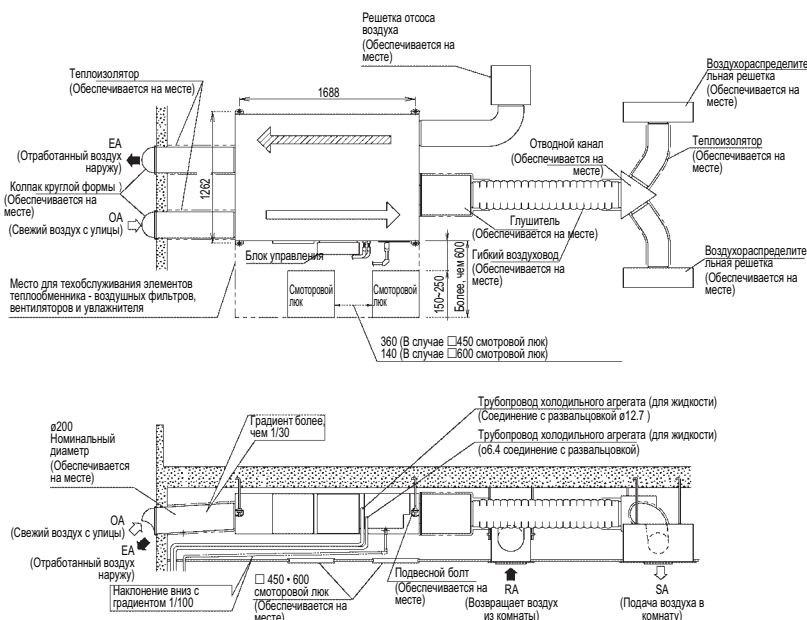 Решетка отсоса
воздуха
(Обеспечивается на
месте)
Воздухораспределите
льная решетка
(Обеспечивается на
месте)
Теплоизолятор
(Обеспечивается на месте)
1688
EA
(Отработанный воздух
наружу)
Отводной канал
(Обеспечивается на
месте)
Теплоизолятор
(Обеспечивается на
месте)
Колпак круглой формы )
(Обеспечивается на
месте)
1262
OA
(Свежий воздух с улицы)
Глушитель
(Обеспечивается на месте)
Блок управления
Гибкий воздуховод
(Обеспечивается на
месте)
Воздухораспределите
льная решетка
(Обеспечивается на
месте)
Место для техобслуживания элементов
теплообменника - воздушных фильтров,
вентиляторов и увлажнителя
Смоторовой
люк
Смоторовой
люк
150~250
Более, чем 600
360 (В случае □450 смотровой люк)
140 (В случае □600 смотровой люк)
ø200
Номинальный
диаметр
(Обеспечивается
на месте)
Градиент более,
чем 1/30
Трубопровод холодильного агрегата (для жидкости)
(Соединение с развальцовкой ø12.7 )
Трубопровод холодильного агрегата (для жидкости)
(о6.4 соединение с развальцовкой)
OA
(Свежий воздух с улицы)
EA
(Отработанный воздух
наружу)
Наклонение вниз с
градиентом 1/100
□ 450 • 600
смоторовой люк
(Обеспечивается на
месте)
Подвесной болт
(Обеспечивается на
месте)
RA
(Возвращает воздух
из комнаты)
SA
(Подача воздуха в
комнату)